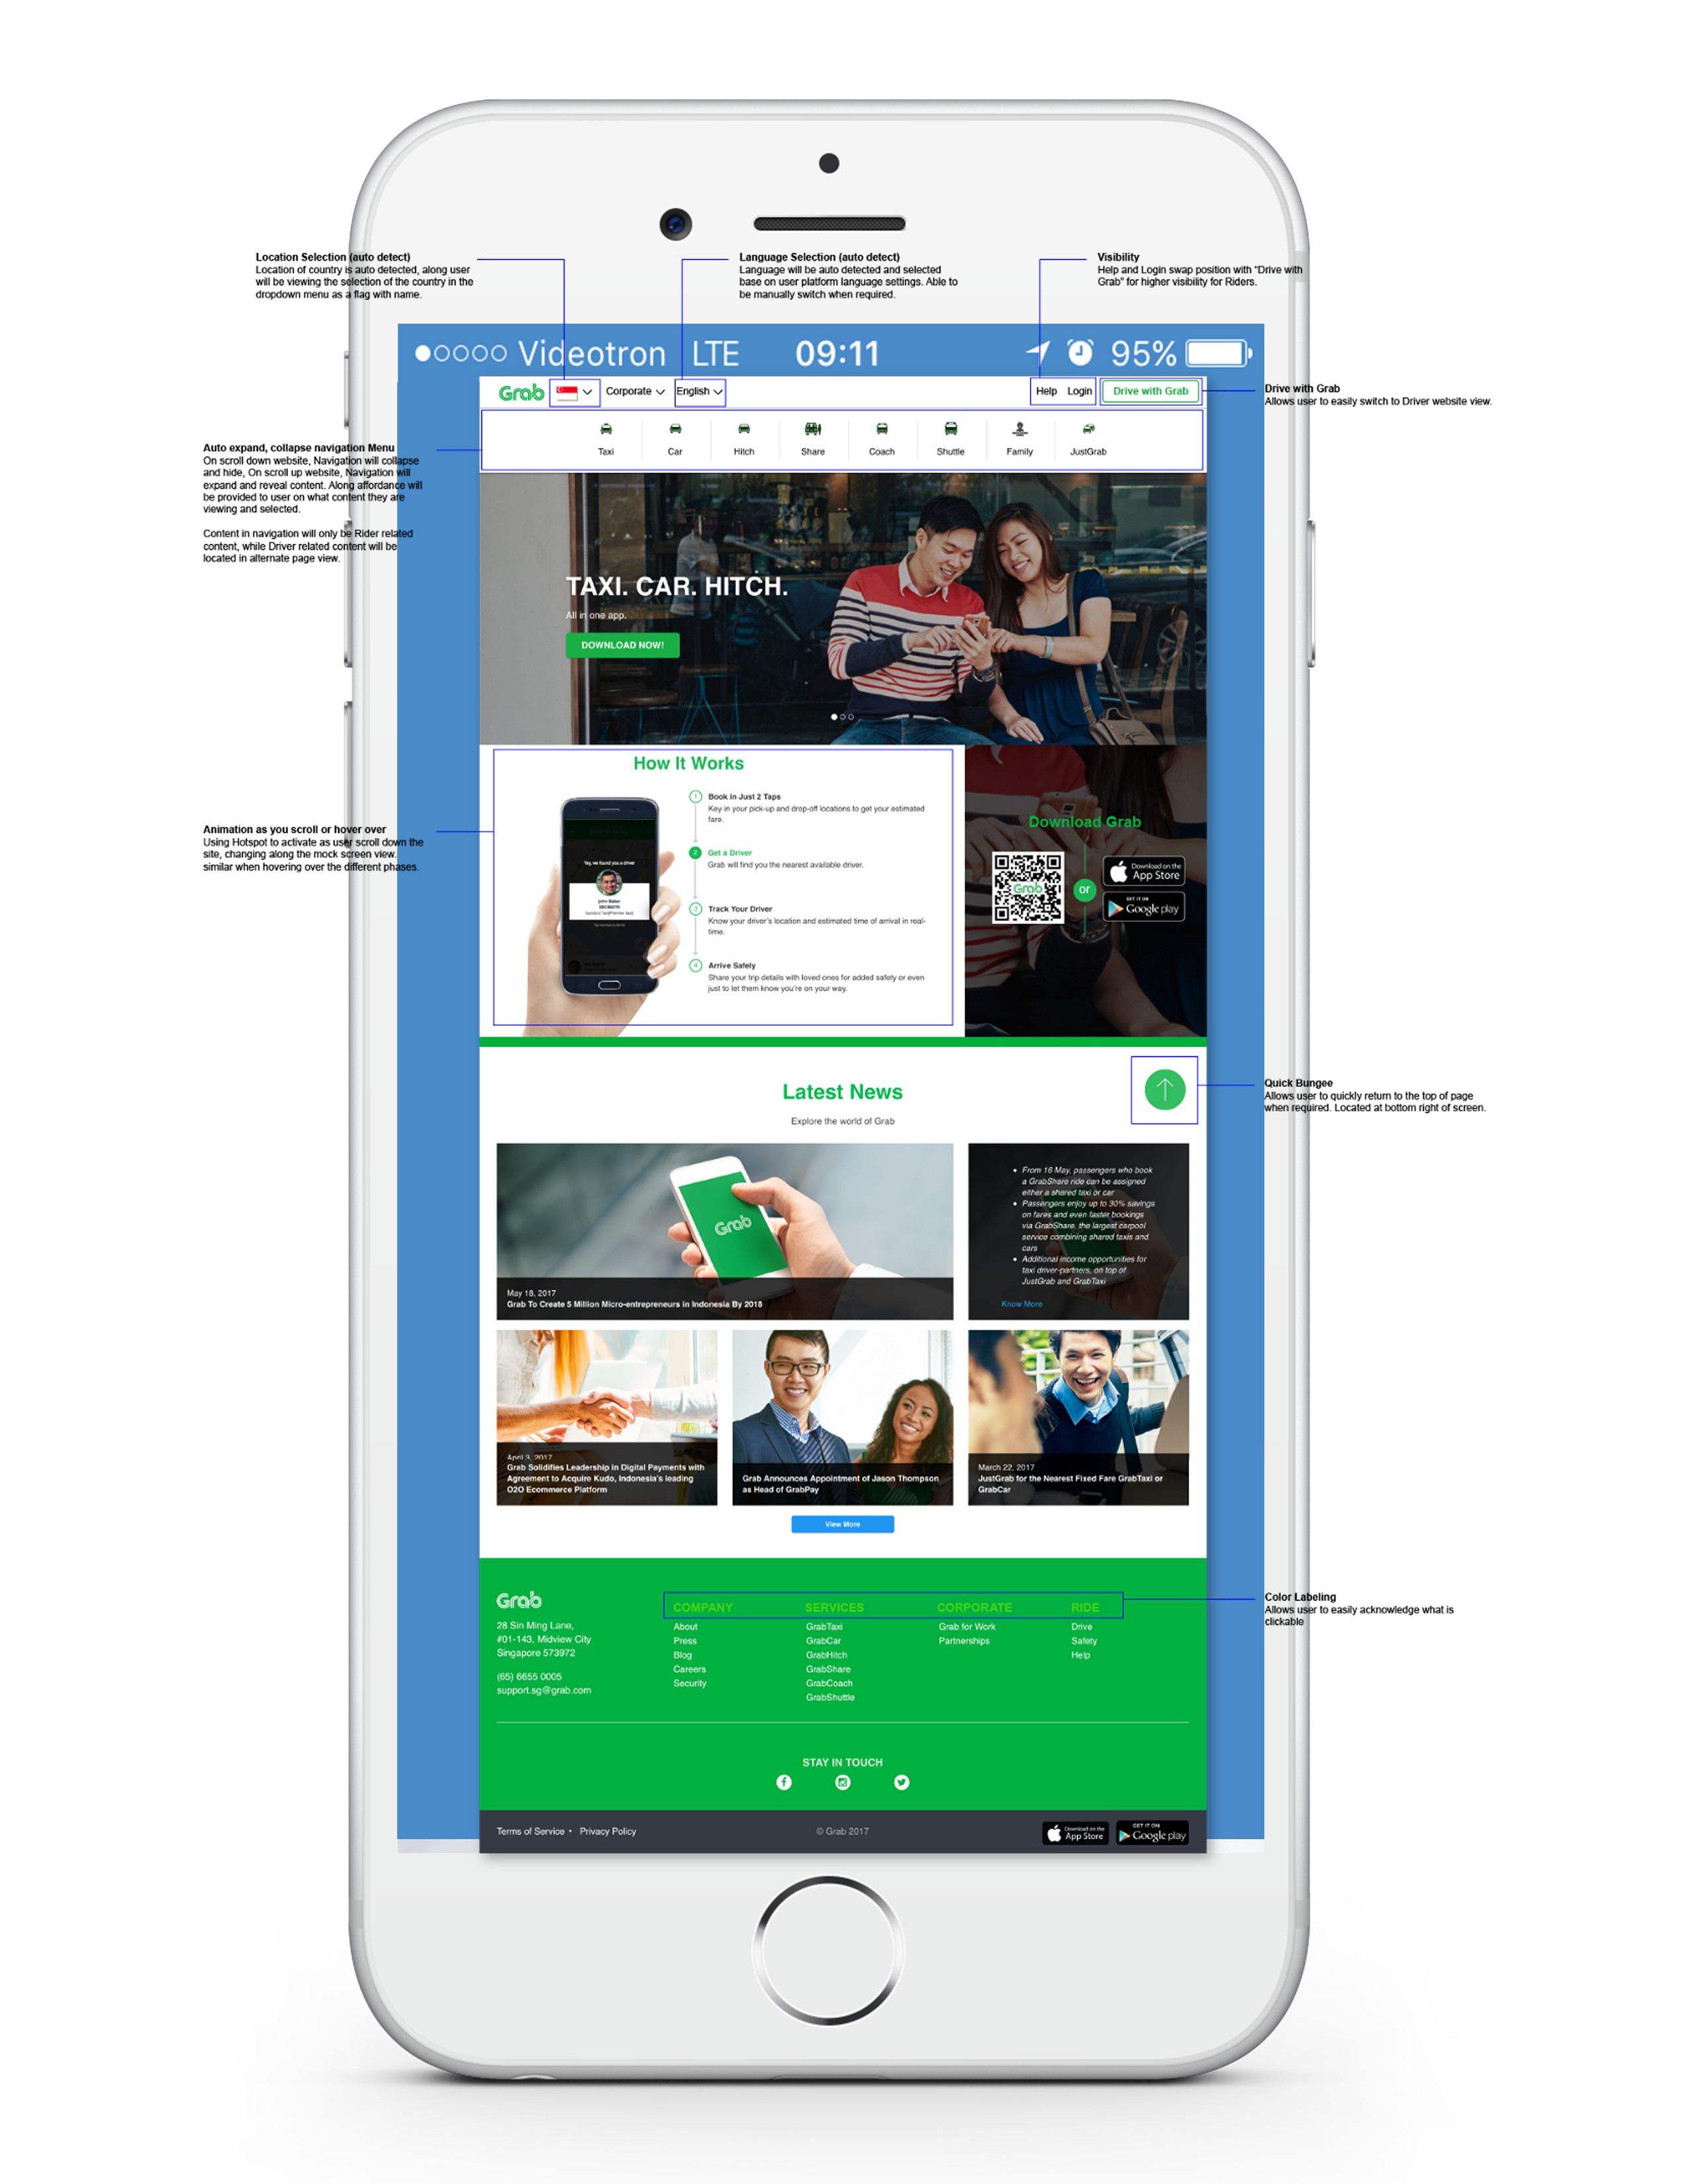 Location Selection (auto detect)
Location of country is auto detected, along user
will be viewing the selection of the country in the
dropdown menu as a flag with name.
Language Selection (auto detect)
Language will be auto detected and selected
base on user platform language settings. Able to
be manually switch when required.
Visibility
Help and Login swap position with "Drive with
Grab" for higher visibility for Riders.
Videotron LTE 09:11 95%
Grab Corporate English Help Login Drive with Grab
Drive with Grab
Allows user to easily switch to Driver website view.
Taxi Car Hitch Share Coach Shuttle Family JustGrab
Auto expand, collapse navigation Menu
On scroll down website, Navigation will collapse
and hide, On scroll up website, Navigation will
expand and reveal content. Along affordance will
be provided to user on what content they are
viewing and selected.
Content in navigation will only be Rider related
content, while Driver related content will be
located in alternate page view.
TAXI. CAR. HITCH.
All in one app.
DOWNLOAD NOW!
How It Works
Animation as you scroll or hover over
Using Hotspot to activate as user scroll down the
site, changing along the mock screen view.
similar when hovering over the different phases.
Yay, we found you a driver
John Baker
1 Book in Just 2 Taps
Key in your pick-up and drop-off locations to get your estimated
fare.
2 Get a Driver
Grab will find you the nearest available driver.
3 Track Your Driver
Know your driver's location and estimated time of arrival in real-
time.
4 Arrive Safely
Share your trip details with loved ones for added safety or even
just to let them know you're on your way.
Download Grab
Grab
or
Download on the
App Store
GET IT ON
Google play
Latest News
Explore the world of Grab
Quick Bungee
Allows user to quickly return to the top of page
when required. Located at bottom right of screen.
Grab
May 18, 2017
Grab To Create 5 Million Micro-entrepreneurs in Indonesia By 2018
• From 16 May, passengers who book
a GrabShare ride can be assigned
either a shared taxi or car
• Passengers enjoy up to 30% savings
on fares and even faster bookings
via GrabShare, the largest carpool
service combining shared taxis and
cars
• Additional income opportunities for
taxi driver-partners, on top of
JustGrab and GrabTaxi
Know More
April 3, 2017
Grab Solidifies Leadership in Digital Payments with
Agreement to Acquire Kudo, Indonesia's leading
O2O Ecommerce Platform
Grab Announces Appointment of Jason Thompson
as Head of GrabPay
March 22, 2017
JustGrab for the Nearest Fixed Fare GrabTaxi or
GrabCar
View More
Color Labeling
Allows user to easily acknowledge what is
clickable
Grab
28 Sin Ming Lane,
#01-143, Midview City
Singapore 573972
(65) 6655 0005
support.sg@grab.com
COMPANY
About
Press
Blog
Careers
Security
SERVICES
GrabTaxi
GrabCar
GrabHitch
GrabShare
GrabCoach
GrabShuttle
CORPORATE
Grab for Work
Partnerships
RIDE
Drive
Safety
Help
STAY IN TOUCH
Terms of Service • Privacy Policy
© Grab 2017
Download on the
App Store
GET IT ON
Google play